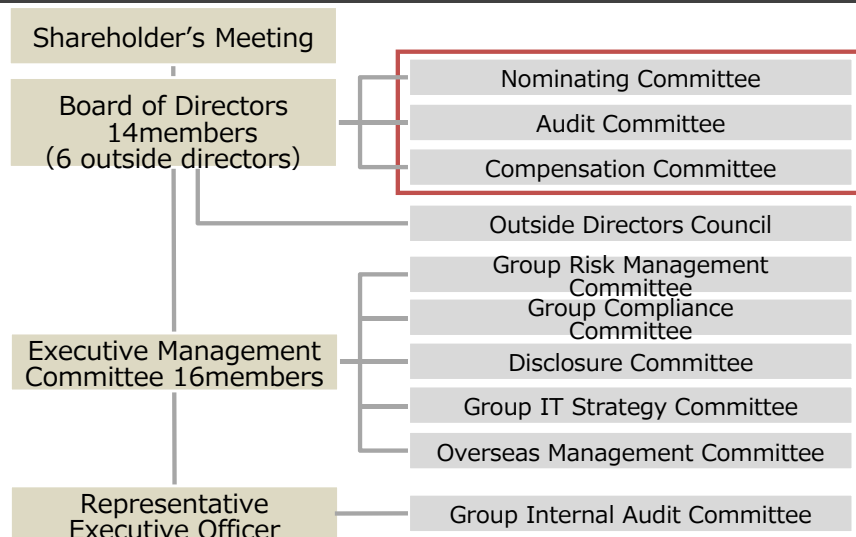 Shareholder’s Meeting
Board of Directors
14members
(6 outside directors)
Nominating Committee
Audit Committee
Compensation Committee
Outside Directors Council
Group Risk Management
Committee
Group Compliance
Committee
Executive Management
Committee 16members
Disclosure Committee
Group IT Strategy Committee
Overseas Management Committee
Representative
Executive Officer
Group Internal Audit Committee